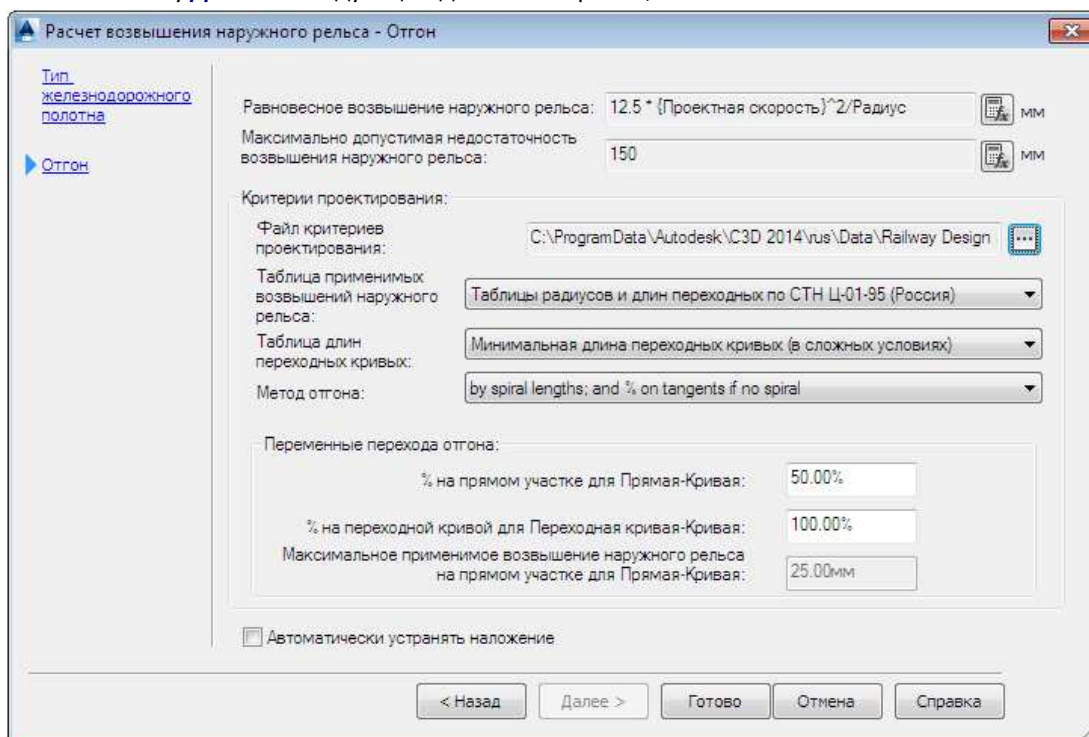 Расчет возвышения наружного рельса - Отгон
Тип
железнодорожного
полотна
Отгон
Равновесное возвышение наружного рельса: 12.5 * {Проектная скорость}^2/Радиус мм
Максимально допустимая недостаточность
возвышения наружного рельса: 150 мм
Критерии проектирования:
Файл критериев
проектирования: C:\ProgramData\Autodesk\C3D 2014\rus\Data\Railway Design ...
Таблица применимых
возвышений наружного
рельса: Таблицы радиусов и длин переходных по СТН Ц-01-95 (Россия)
Таблица длин
переходных кривых: Минимальная длина переходных кривых (в сложных условиях)
Метод отгона: by spiral lengths; and % on tangents if no spiral
Переменные перехода отгона:
% на прямом участке для Прямая-Кривая: 50.00%
% на переходной кривой для Переходная кривая-Кривая: 100.00%
Максимальное применимое возвышение наружного рельса
на прямом участке для Прямая-Кривая: 25.00мм
Автоматически устранять наложение
< Назад Далее > Готово Отмена Справка